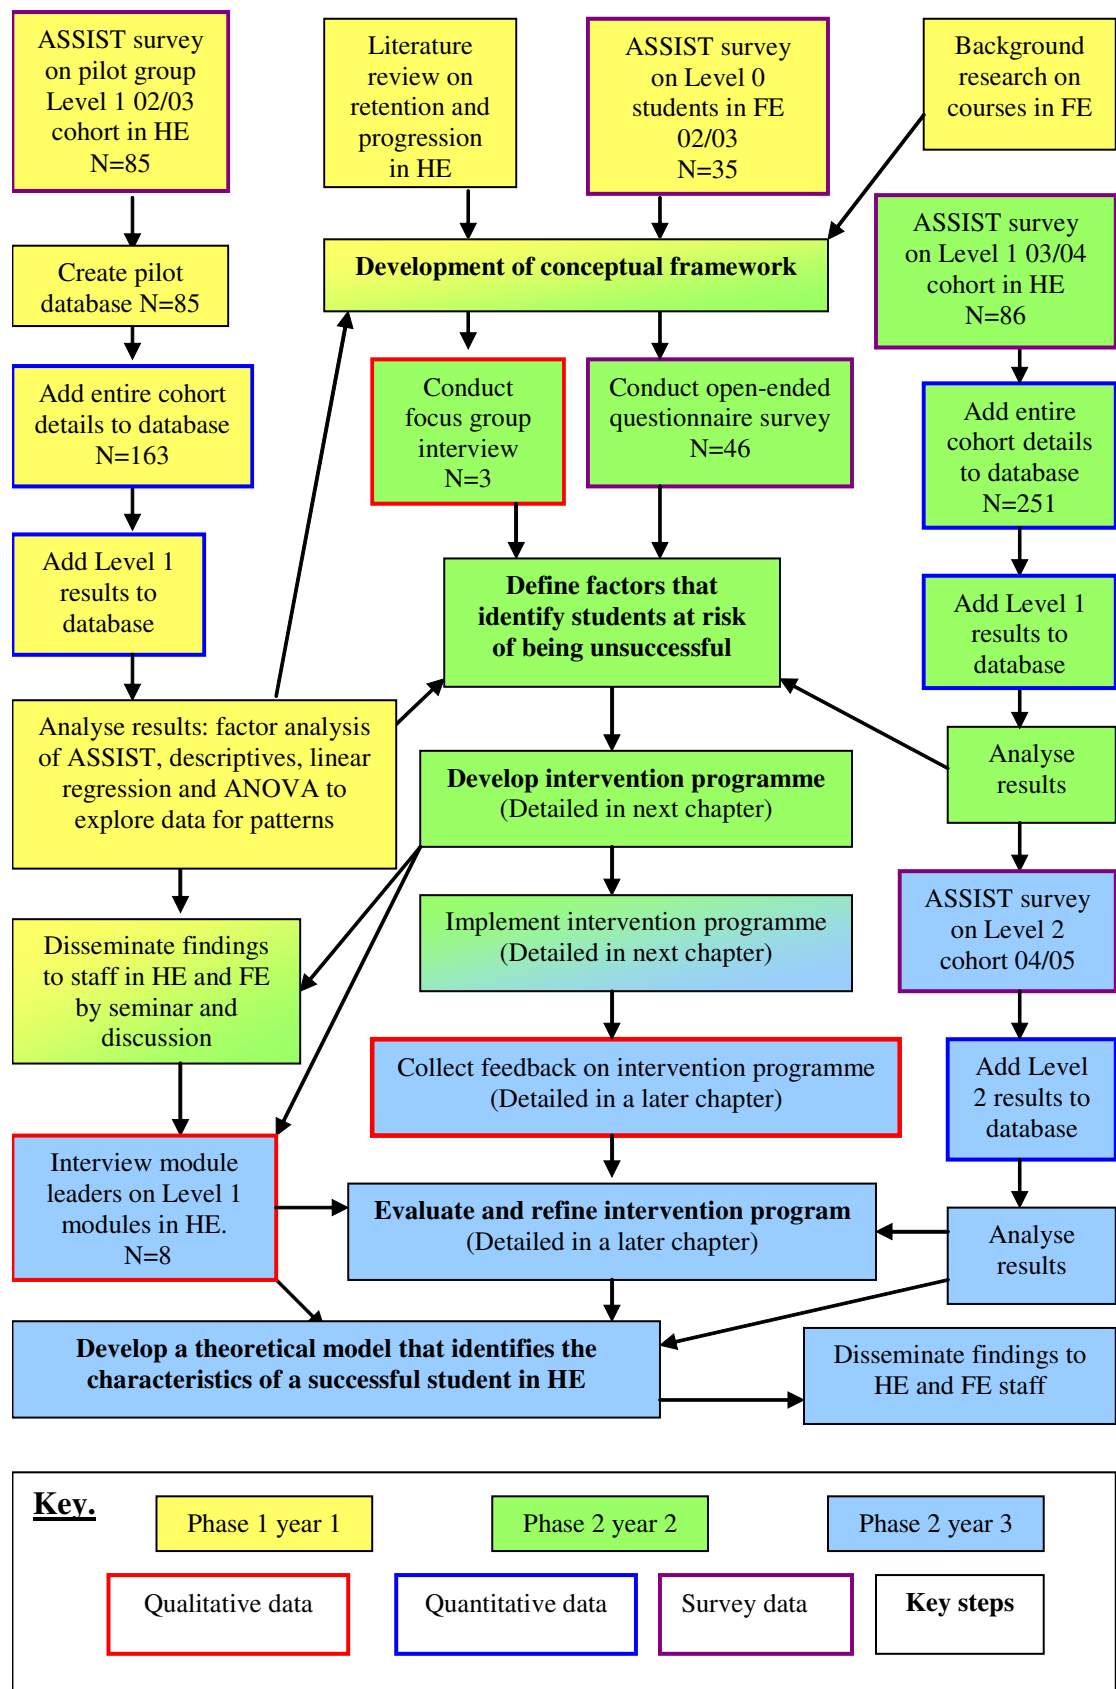 ASSIST survey
on pilot group
Level 1 02/03
cohort in HE
N=85
Literature
review on
retention and
progression
in HE
ASSIST survey
on Level 0
students in FE
02/03
N=35
Background
research on
courses in FE
ASSIST survey
on Level 1 03/04
cohort in HE
N=86
Create pilot
database N=85
Development of conceptual framework
Add entire cohort
details to database
N=163
Conduct
focus group
interview
N=3
Conduct open-ended
questionnaire survey
N=46
Add entire
cohort details
to database
N=251
Add Level 1
results to
database
Define factors that
identify students at risk
of being unsuccessful
Add Level 1
results to
database
Analyse results: factor analysis
of ASSIST, descriptives, linear
regression and ANOVA to
explore data for patterns
Develop intervention programme
(Detailed in next chapter)
Analyse
results
Disseminate findings
to staff in HE and FE
by seminar and
discussion
Implement intervention programme
(Detailed in next chapter)
ASSIST survey
on Level 2
cohort 04/05
Collect feedback on intervention programme
(Detailed in a later chapter)
Add Level
2 results to
database
Interview module
leaders on Level 1
modules in HE.
N=8
Evaluate and refine intervention program
(Detailed in a later chapter)
Analyse
results
Develop a theoretical model that identifies the
characteristics of a successful student in HE
Disseminate findings to
HE and FE staff
Key.
Phase 1 year 1
Phase 2 year 2
Phase 2 year 3
Qualitative data
Quantitative data
Survey data
Key steps